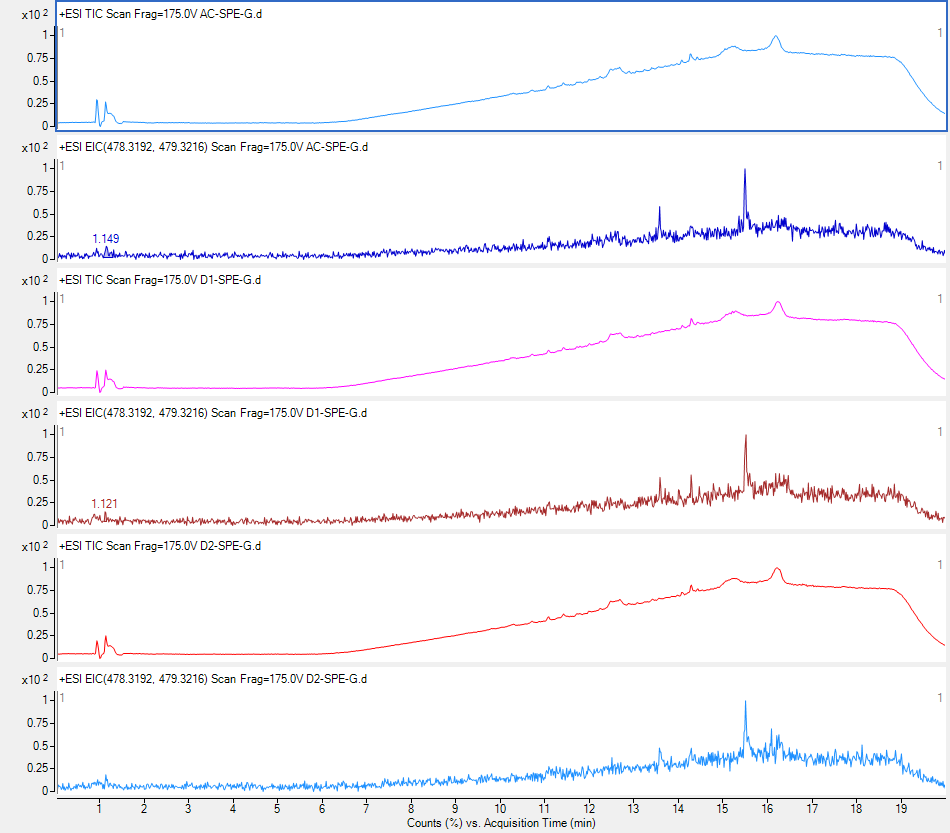 x10 2 +ESI TIC Scan Frag=175.0V AC-SPE-G.d
1 1 1
0.75
0.5
0.25
0
x10 2 +ESI EIC(478.3192, 479.3216) Scan Frag=175.0V AC-SPE-G.d
1 1 1
0.75
0.5
0.25 1.149
0
x10 2 +ESI TIC Scan Frag=175.0V D1-SPE-G.d
1 1 1
0.75
0.5
0.25
0
x10 2 +ESI EIC(478.3192, 479.3216) Scan Frag=175.0V D1-SPE-G.d
1 1 1
0.75
0.5
0.25 1.121
0
x10 2 +ESI TIC Scan Frag=175.0V D2-SPE-G.d
1 1 1
0.75
0.5
0.25
0
x10 2 +ESI EIC(478.3192, 479.3216) Scan Frag=175.0V D2-SPE-G.d
1 1 1
0.75
0.5
0.25
0
1 2 3 4 5 6 7 8 9 10 11 12 13 14 15 16 17 18 19
Counts (%) vs. Acquisition Time (min)